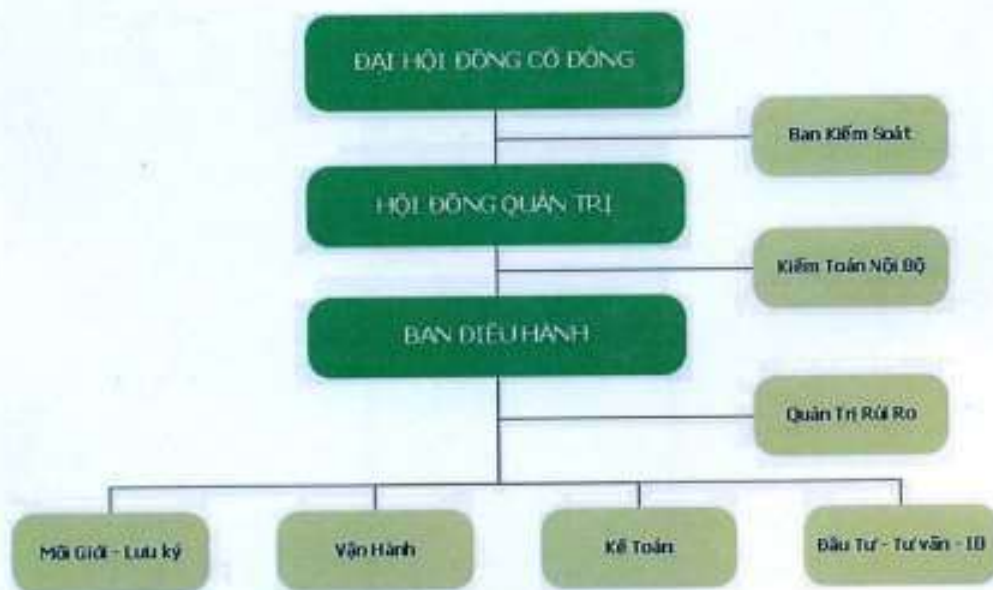 ĐẠI HỘI ĐỒNG CỔ ĐÔNG
Ban Kiểm Soát
HỘI ĐỒNG QUẢN TRỊ
Kiểm Toán Nội Bộ
BAN ĐIỀU HÀNH
Quản Trị Rủi Ro
Môi Giới - Lưu ký
Vận Hành
Kế Toán
Đầu Tư - Tư vấn - IB